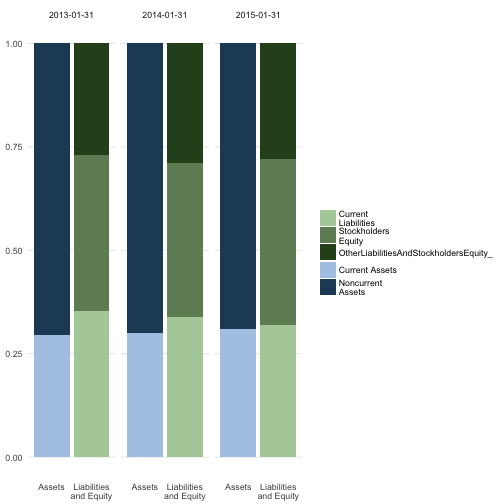 2013-01-31 2014-01-31 2015-01-31
1.00
0.75
0.50
0.25
0.00
Current
Liabilities
Stockholders
Equity
OtherLiabilitiesAndStockholdersEquity_
Current Assets
Noncurrent
Assets
Assets Liabilities Assets Liabilities Assets Liabilities
and Equity and Equity and Equity